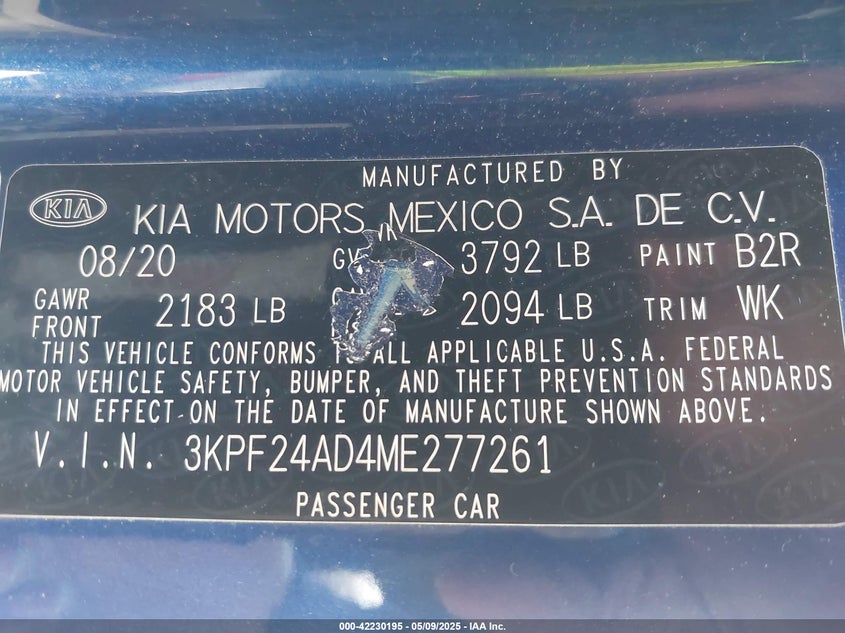 MANUFACTURED BY
KIA KIA MOTORS MEXICO S.A. DE C.V.
08/20 3792 LB PAINT B2R
GAWR FRONT 2183 LB 2094 LB TRIM WK
THIS VEHICLE CONFORMS TO ALL APPLICABLE U.S.A. FEDERAL
MOTOR VEHICLE SAFETY, BUMPER, AND THEFT PREVENTION STANDARDS
IN EFFECT ON THE DATE OF MANUFACTURE SHOWN ABOVE.
V.I.N. 3KPF24AD4ME277261
PASSENGER CAR
000-42230195 - 05/09/2025 - IAA Inc.